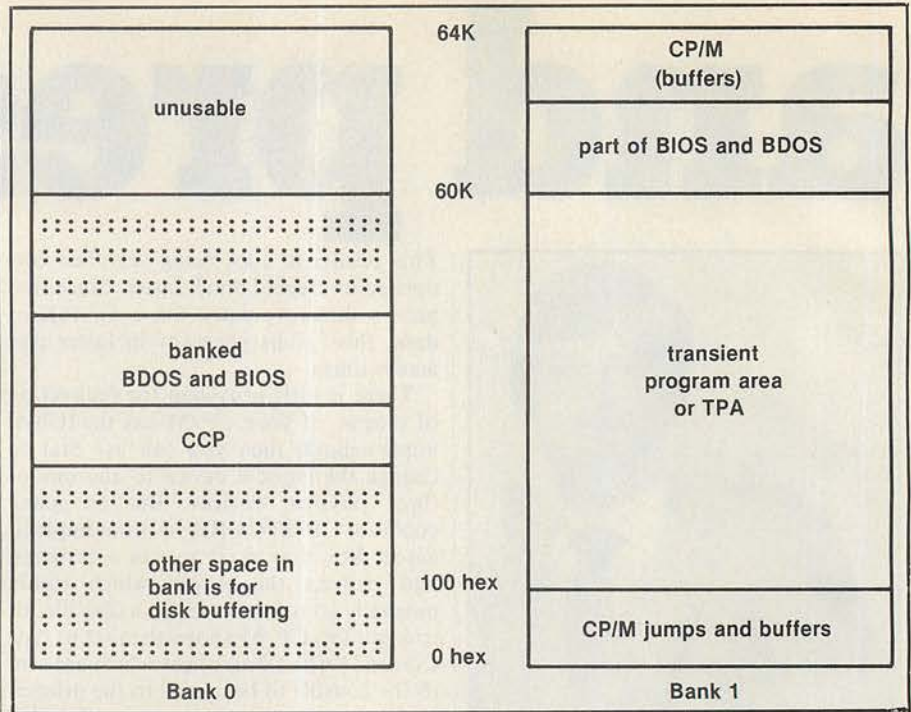 unusable
banked
BDOS and BIOS
CCP
other space in
bank is for
disk buffering
Bank 0
64K
60K
100 hex
0 hex
CP/M
(buffers)
part of BIOS and BDOS
transient
program area
or TPA
CP/M jumps and buffers
Bank 1